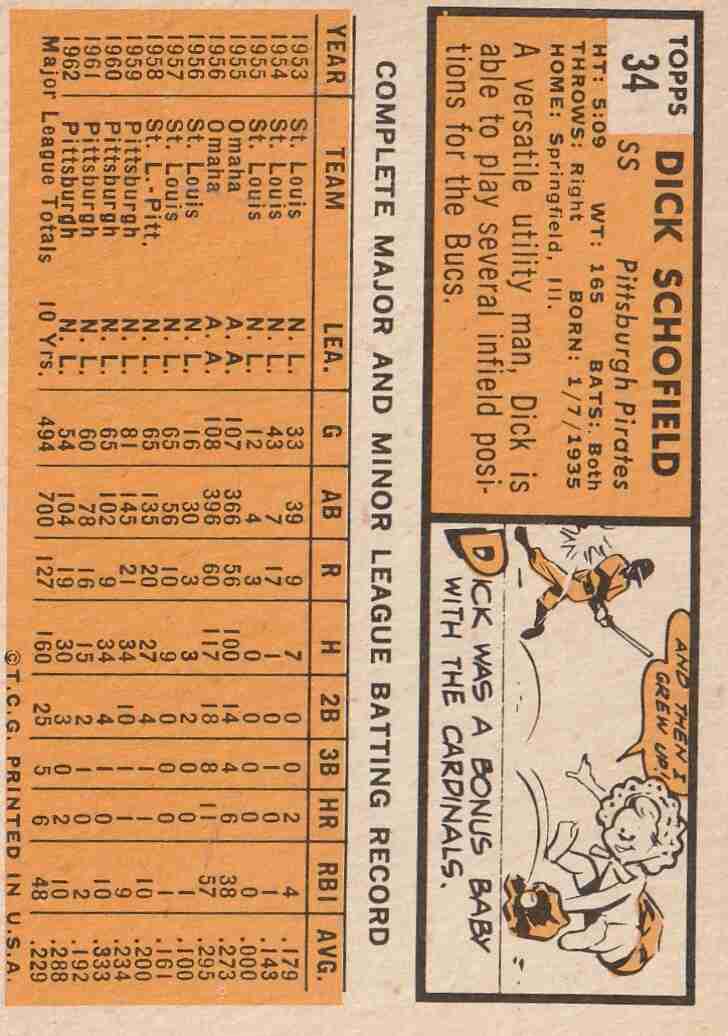 TOPPS
34
DICK SCHOFIELD
SS Pittsburgh Pirates
HT: 5:09 WT: 165 BATS: Both
THROWS: Right BORN: 1/7/1935
HOME: Springfield, Ill.
A versatile utility man, Dick is
able to play several infield posi-
tions for the Bucs.
AND THEN I
GREW UP!
DICK WAS A BONUS BABY
WITH THE CARDINALS.
COMPLETE MAJOR AND MINOR LEAGUE BATTING RECORD
YEAR TEAM LEA. G AB R H 2B 3B HR RBI AVG.
1953 St. Louis N. L. 33 39 9 7 0 0 2 4 .179
1954 St. Louis N. L. 43 7 17 1 0 1 0 1 .143
1955 St. Louis N. L. 12 4 3 0 0 0 0 0 .000
1955 Omaha A. A. 107 366 56 100 14 4 6 38 .273
1956 Omaha A. A. 108 396 60 117 18 8 11 57 .295
1956 St. Louis N. L. 16 30 3 3 2 0 0 1 .100
1957 St. Louis N. L. 65 56 10 9 0 0 0 1 .161
1958 St. L.-Pitt. N. L. 65 135 20 27 4 1 1 10 .200
1959 Pittsburgh N. L. 81 145 21 34 10 1 1 9 .234
1960 Pittsburgh N. L. 65 102 9 34 4 1 0 10 .333
1961 Pittsburgh N. L. 60 78 16 15 2 1 0 2 .192
1962 Pittsburgh N. L. 54 104 19 30 3 0 2 10 .288
Major League Totals 10 Yrs. 494 700 127 160 25 5 6 48 .229
©T.C.G. PRINTED IN U.S.A.